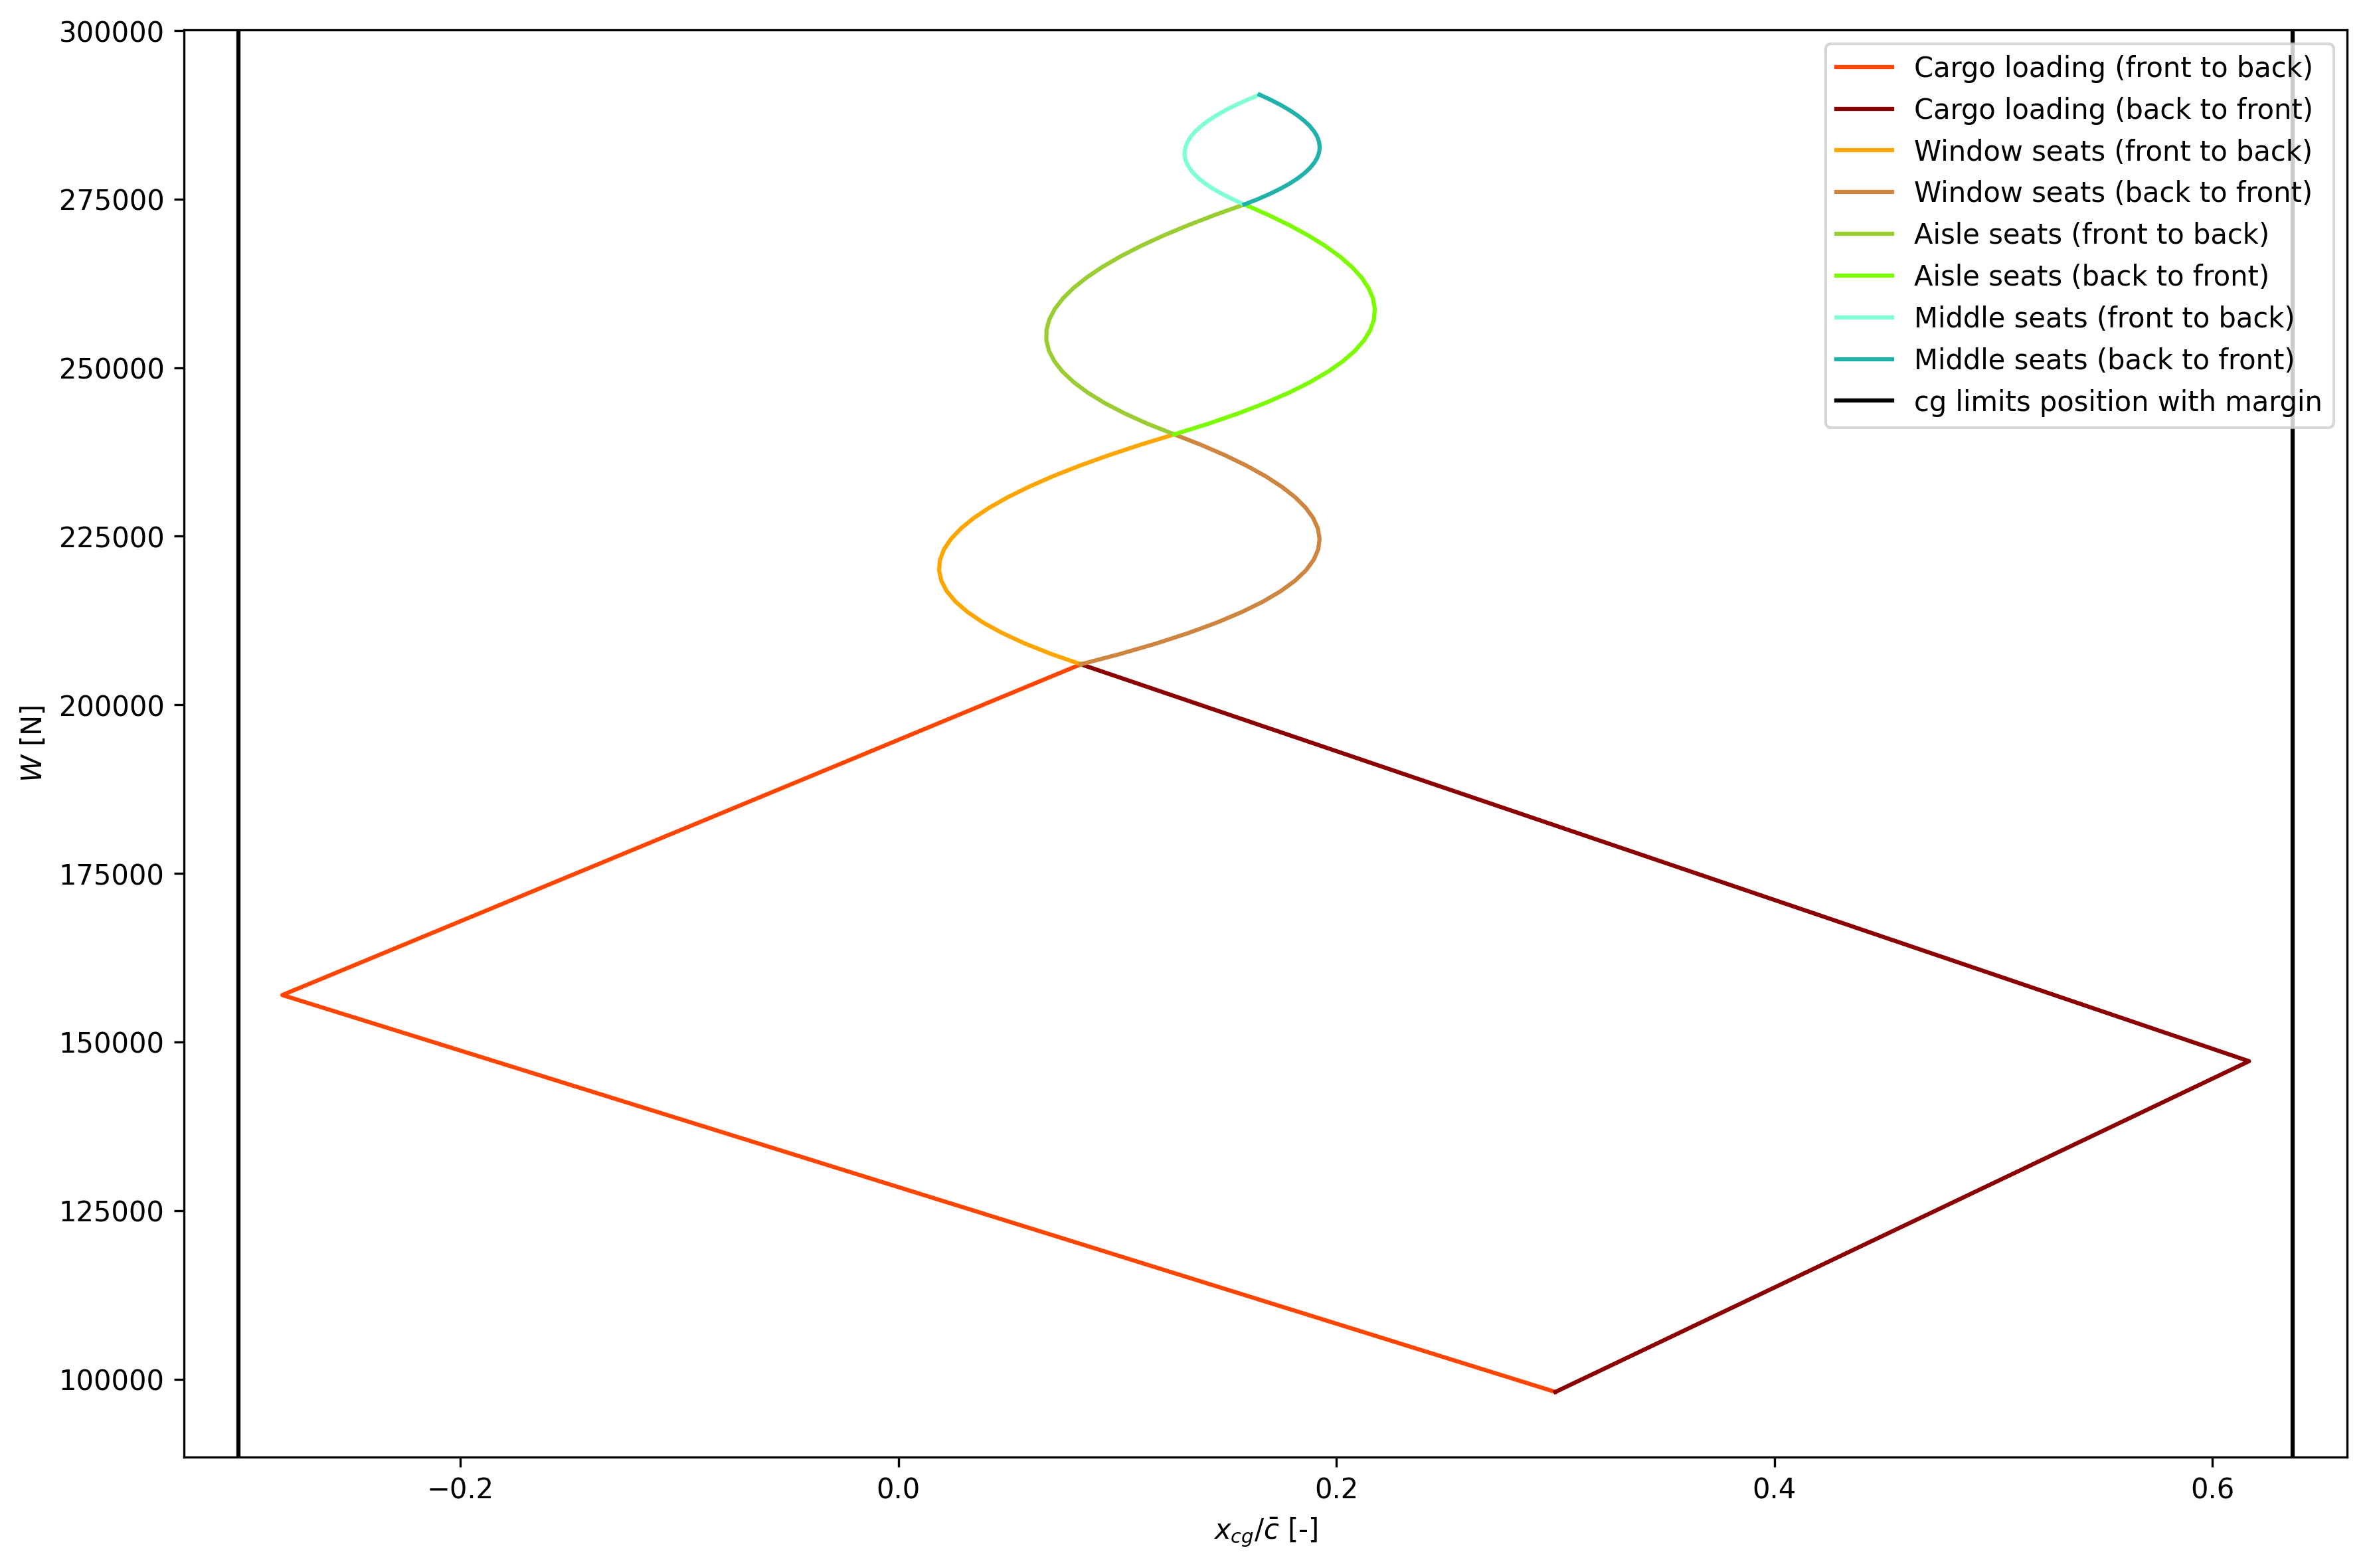 300000
275000
250000
225000
200000
175000
150000
125000
100000
W [N]
−0.2
0.0
0.2
0.4
0.6
x_cg/c̄ [-]
Cargo loading (front to back)
Cargo loading (back to front)
Window seats (front to back)
Window seats (back to front)
Aisle seats (front to back)
Aisle seats (back to front)
Middle seats (front to back)
Middle seats (back to front)
cg limits position with margin